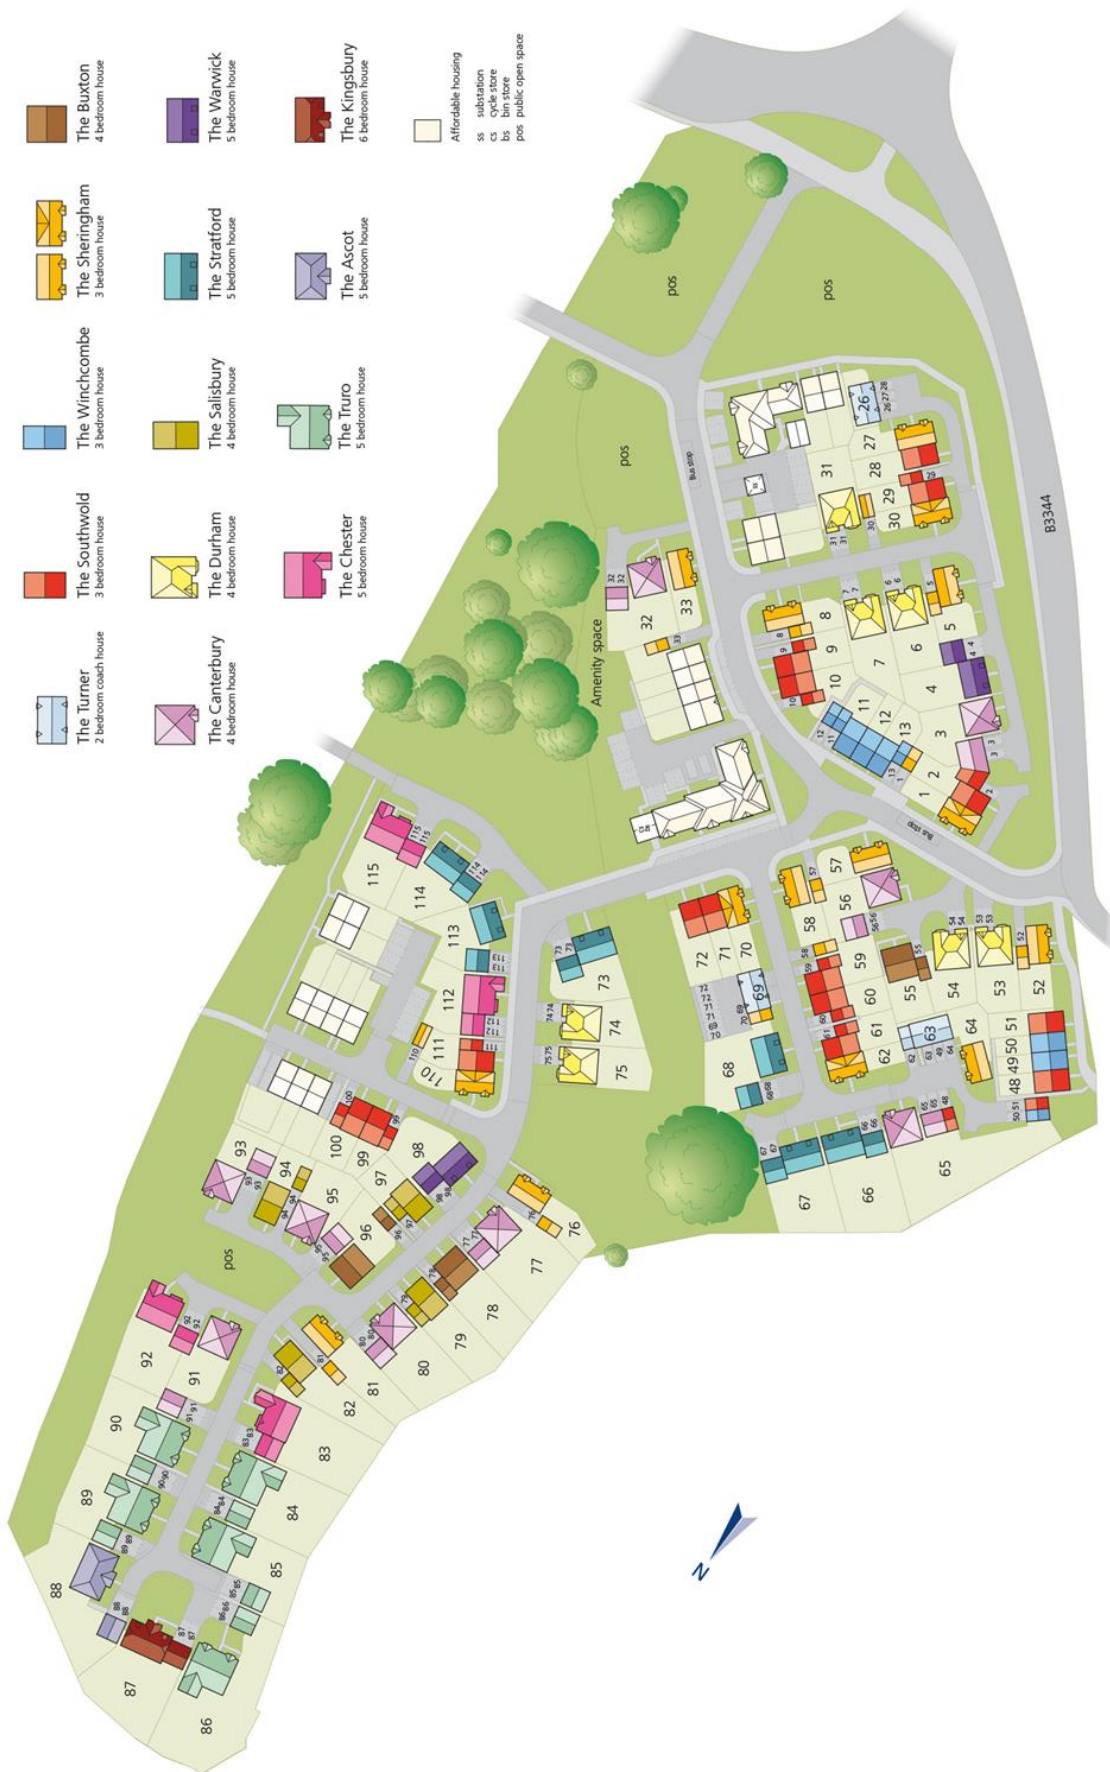 The Turner
2 bedroom coach house
The Southwold
3 bedroom house
The Winchcombe
3 bedroom house
The Sheringham
3 bedroom house
The Buxton
4 bedroom house
The Canterbury
4 bedroom house
The Durham
4 bedroom house
The Salisbury
4 bedroom house
The Stratford
5 bedroom house
The Warwick
5 bedroom house
The Chester
5 bedroom house
The Truro
5 bedroom house
The Ascot
5 bedroom house
The Kingsbury
6 bedroom house
Affordable housing
ss substation
cs cycle store
bs bin store
pos public open space
pos
pos
pos
pos
Amenity space
Bus stop
Bus stop
B3344
ss
N
1
2
3
4
5
6
7
8
9
10
11
12
13
26
27
28
29
30
31
32
33
48
49
50
51
52
53
54
55
56
57
58
59
60
61
62
63
64
65
66
67
68
69
70
71
72
73
74
75
76
77
78
79
80
81
82
83
84
85
86
87
88
89
90
91
92
93
94
95
96
97
98
99
100
110
111
112
113
114
115